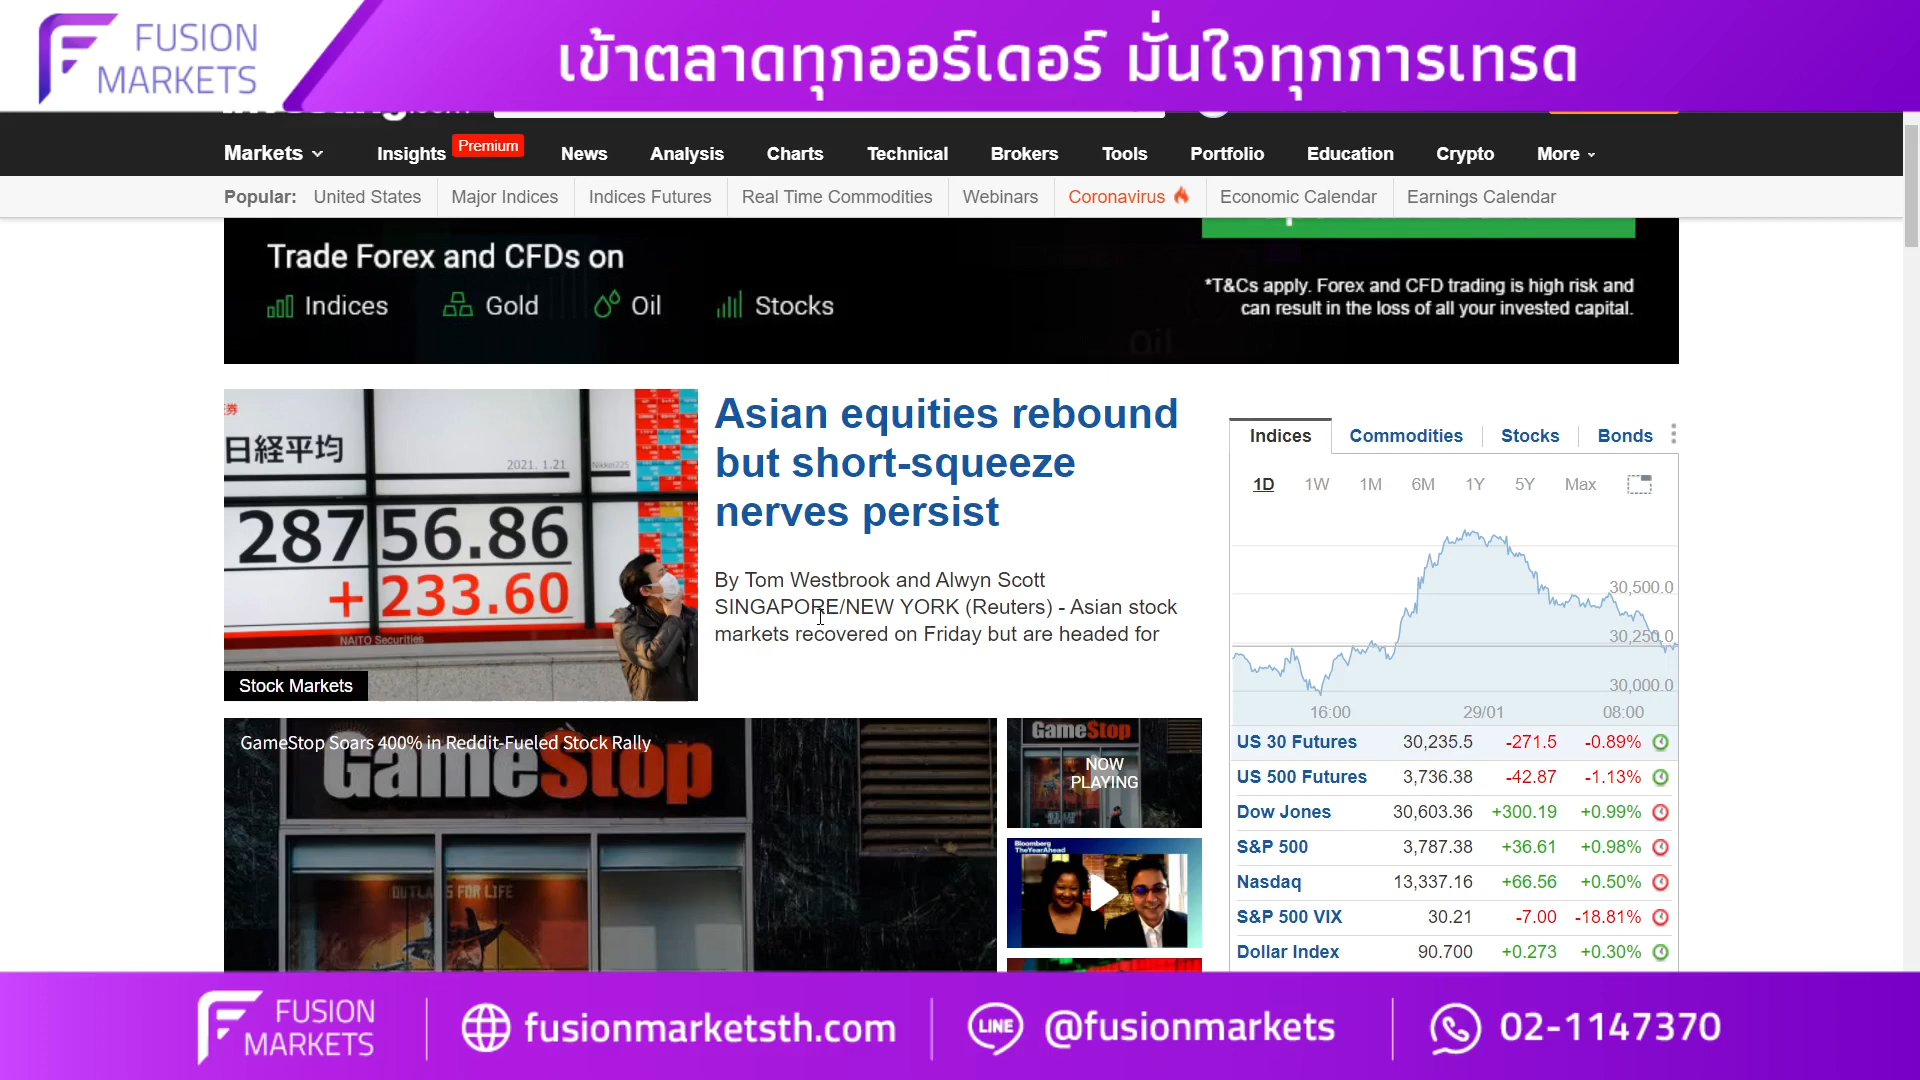 FUSION
MARKETS
เข้าตลาดทุกออร์เดอร์ มั่นใจทุกการเทรด
Markets
Insights
Premium
News
Analysis
Charts
Technical
Brokers
Tools
Portfolio
Education
Crypto
More
Popular:
United States
Major Indices
Indices Futures
Real Time Commodities
Webinars
Coronavirus
Economic Calendar
Earnings Calendar
Trade Forex and CFDs on
Indices
Gold
Oil
Stocks
*T&Cs apply. Forex and CFD trading is high risk and
can result in the loss of all your invested capital.
Oil
日経平均
2021. 1.21
28756.86
+233.60
NAITO Securities
Stock Markets
Asian equities rebound
but short-squeeze
nerves persist
By Tom Westbrook and Alwyn Scott
SINGAPORE/NEW YORK (Reuters) - Asian stock
markets recovered on Friday but are headed for
Indices
Commodities
Stocks
Bonds
1D
1W
1M
6M
1Y
5Y
Max
30,500.0
30,250.0
30,000.0
16:00
29/01
08:00
US 30 Futures 30,235.5 -271.5 -0.89%
US 500 Futures 3,736.38 -42.87 -1.13%
Dow Jones 30,603.36 +300.19 +0.99%
S&P 500 3,787.38 +36.61 +0.98%
Nasdaq 13,337.16 +66.56 +0.50%
S&P 500 VIX 30.21 -7.00 -18.81%
Dollar Index 90.700 +0.273 +0.30%
GameStop Soars 400% in Reddit-Fueled Stock Rally
GameStop
GameStop
NOW
PLAYING
Bloomberg
TheYearAhead
FUSION
MARKETS
fusionmarketsth.com
LINE
@fusionmarkets
02-1147370